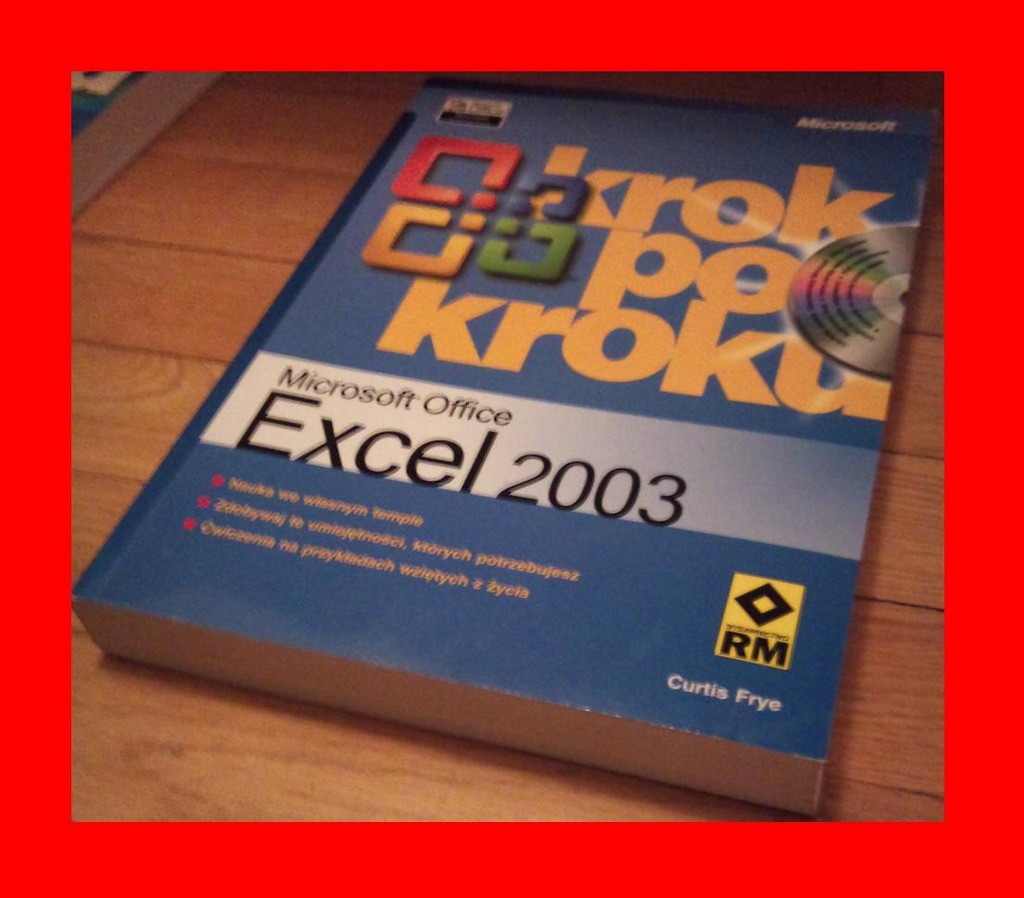 Microsoft
krok
po
kroku
Microsoft Office
Excel 2003
Nauka we własnym tempie
Zdobywaj te umiejętności, których potrzebujesz
Ćwiczenia na przykładach wziętych z życia
WYDAWNICTWO
RM
Curtis Frye